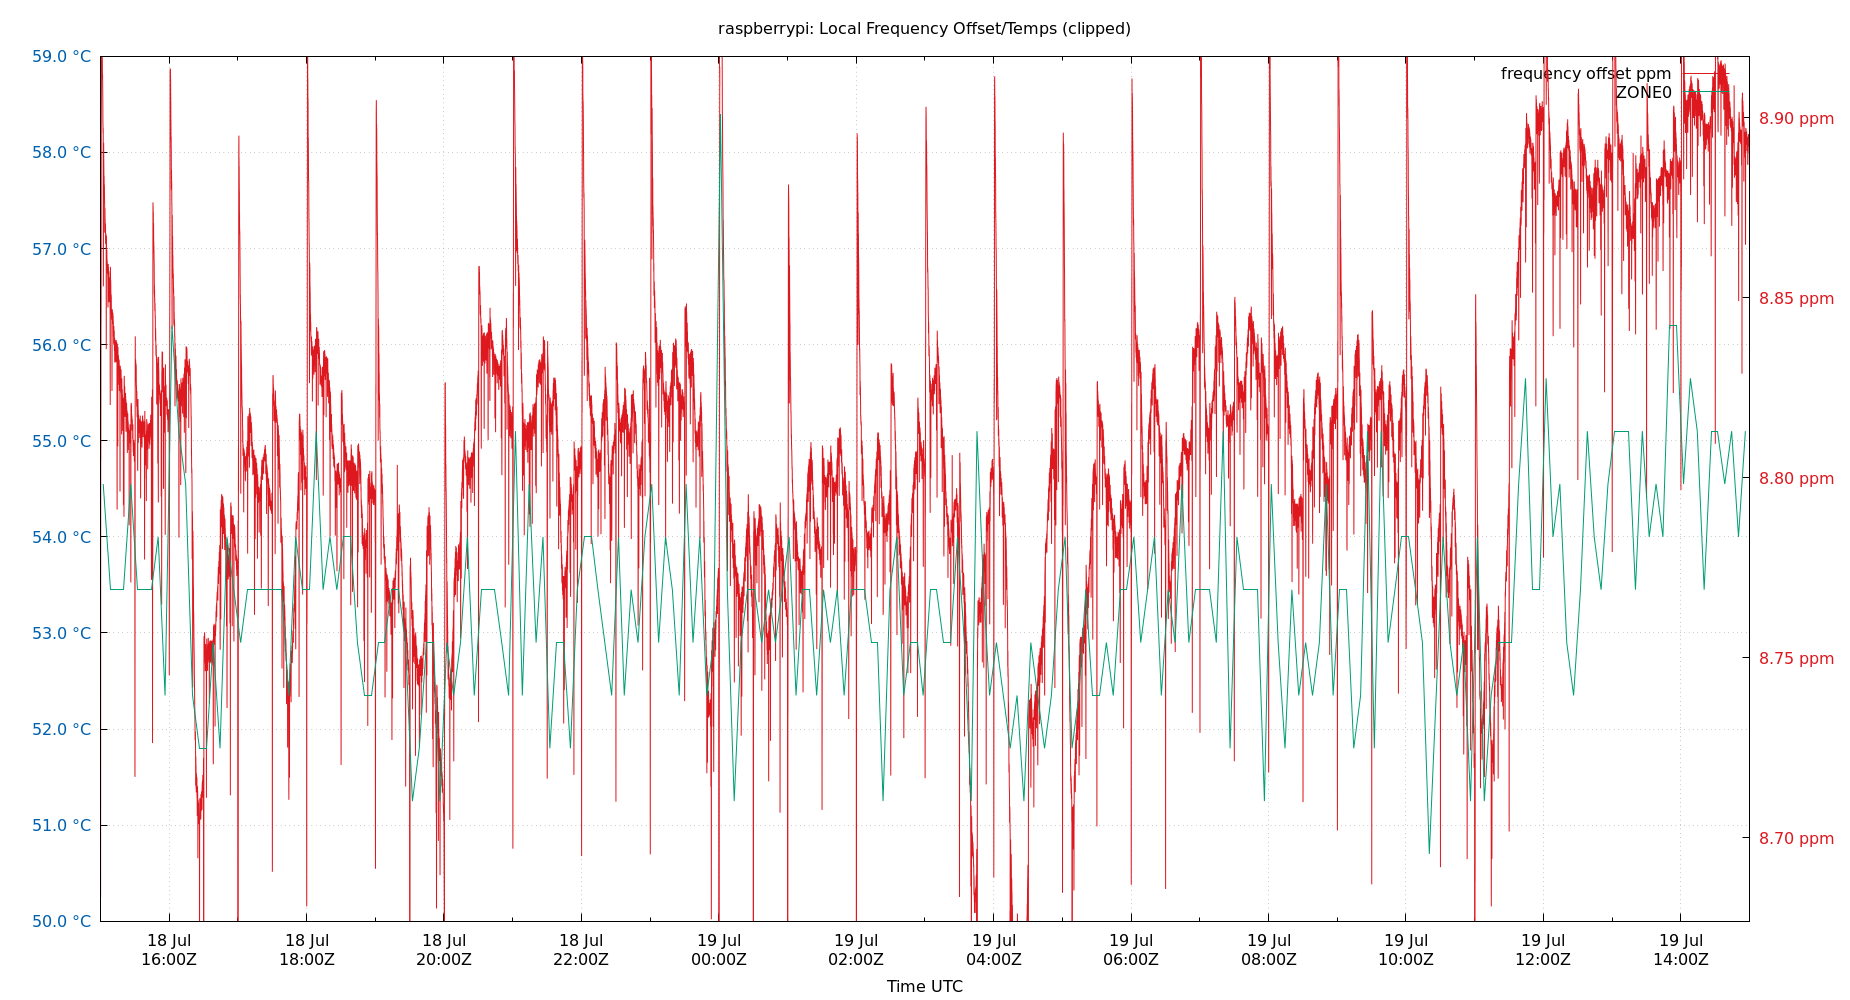 raspberrypi: Local Frequency Offset/Temps (clipped)
frequency offset ppm
ZONE0
59.0 °C
58.0 °C
57.0 °C
56.0 °C
55.0 °C
54.0 °C
53.0 °C
52.0 °C
51.0 °C
50.0 °C
8.90 ppm
8.85 ppm
8.80 ppm
8.75 ppm
8.70 ppm
18 Jul 18 Jul 18 Jul 18 Jul 19 Jul 19 Jul 19 Jul 19 Jul 19 Jul 19 Jul 19 Jul 19 Jul
16:00Z 18:00Z 20:00Z 22:00Z 00:00Z 02:00Z 04:00Z 06:00Z 08:00Z 10:00Z 12:00Z 14:00Z
Time UTC